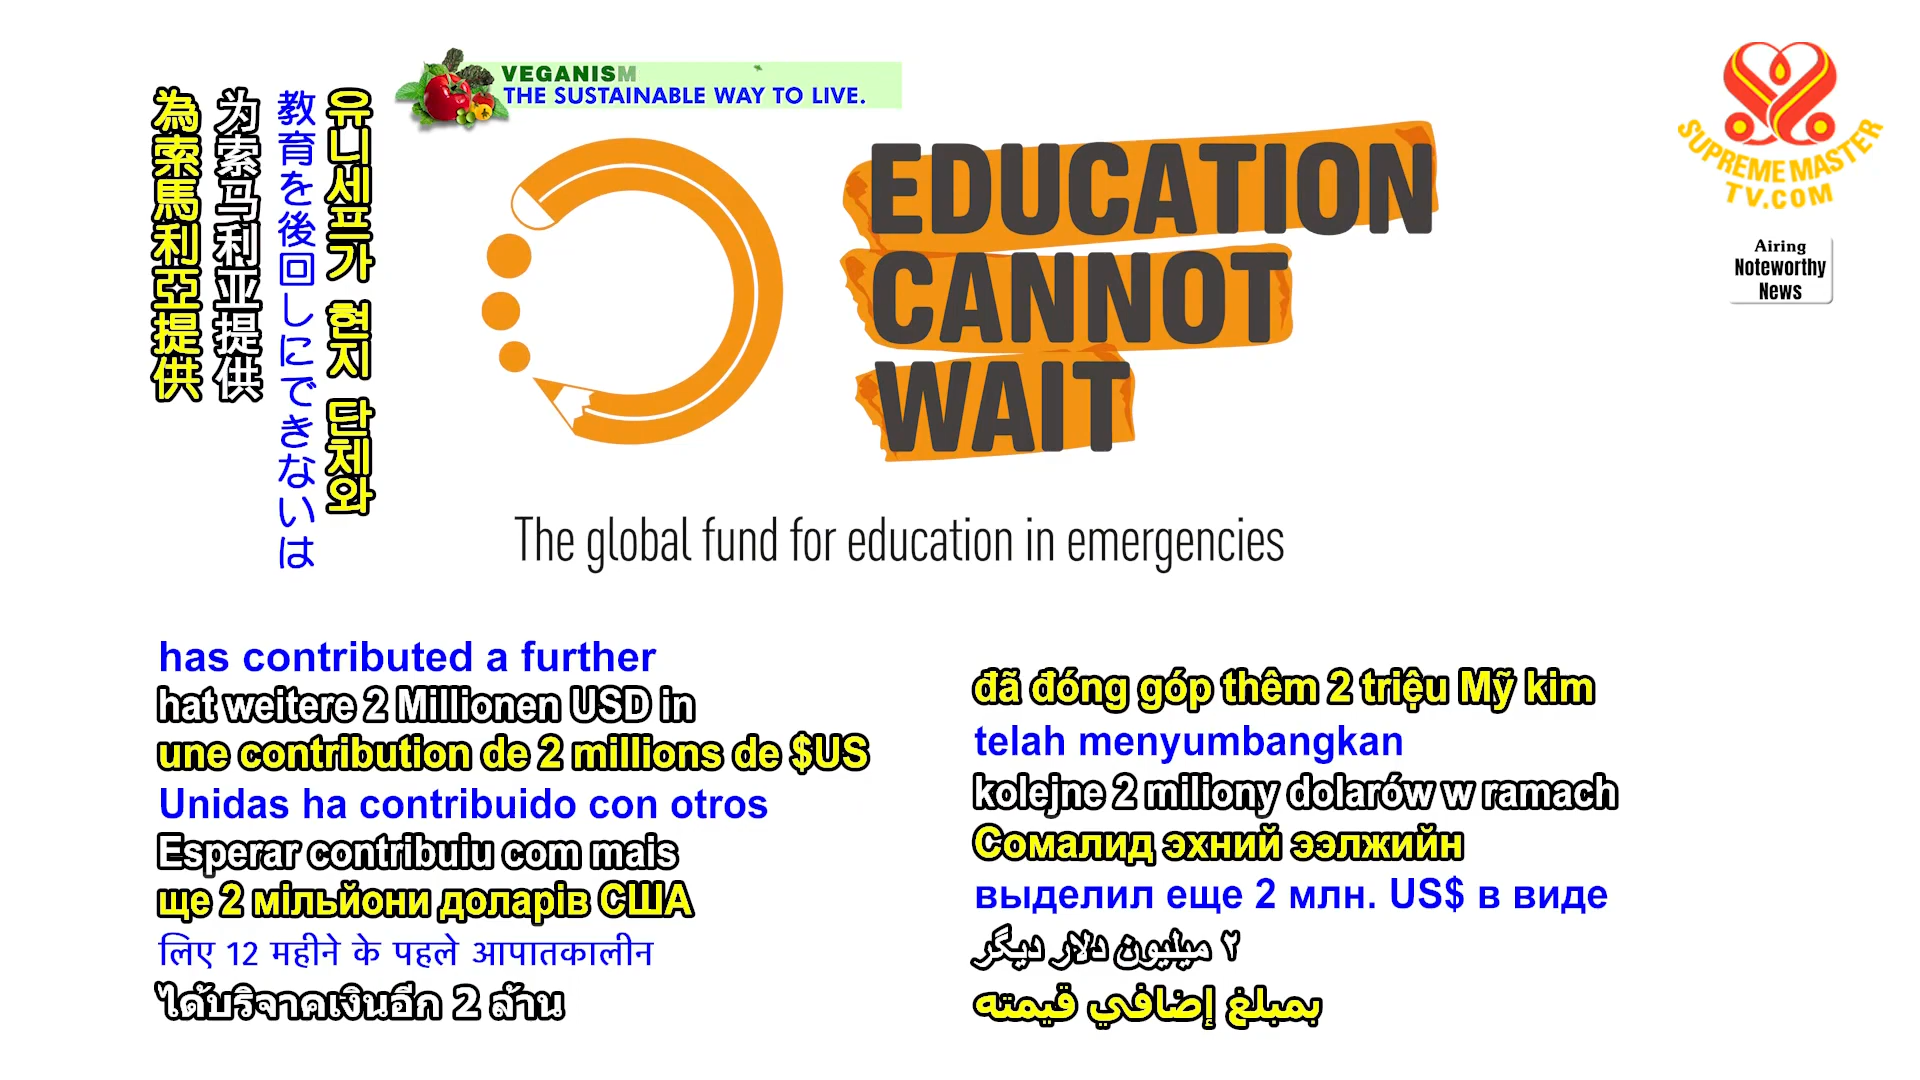 為索馬利亞提供
为索马利亚提供
教育を後回しにできないは
유니세프가 현지 단체와
VEGANISM
THE SUSTAINABLE WAY TO LIVE.
EDUCATION
CANNOT
WAIT
The global fund for education in emergencies
SUPREME MASTER
TV.COM
Airing
Noteworthy
News
has contributed a further
hat weitere 2 Millionen USD in
une contribution de 2 millions de $US
Unidas ha contribuido con otros
Esperar contribuiu com mais
ще 2 мільйони доларів США
लिए 12 महीने के पहले आपातकालीन
ได้บริจาคเงินอีก 2 ล้าน
đã đóng góp thêm 2 triệu Mỹ kim
telah menyumbangkan
kolejne 2 miliony dolarów w ramach
Сомалид эхний ээлжийн
выделил еще 2 млн. US$ в виде
۲ میلیون دلار دیگر
بمبلغ إضافي قيمته